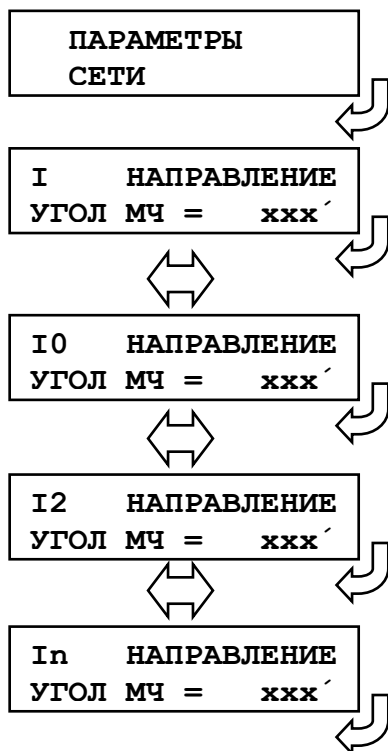 ПАРАМЕТРЫ
СЕТИ
I НАПРАВЛЕНИЕ
УГОЛ МЧ = xxx´
I0 НАПРАВЛЕНИЕ
УГОЛ МЧ = xxx´
I2 НАПРАВЛЕНИЕ
УГОЛ МЧ = xxx´
In НАПРАВЛЕНИЕ
УГОЛ МЧ = xxx´